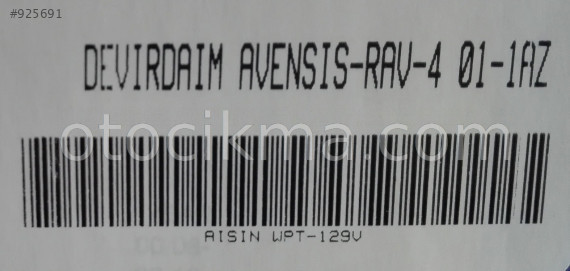 #925691
DEVIRDAIM AVENSIS-RAV-4 01-1AZ
otocikma.com
AISIN WPT-129V